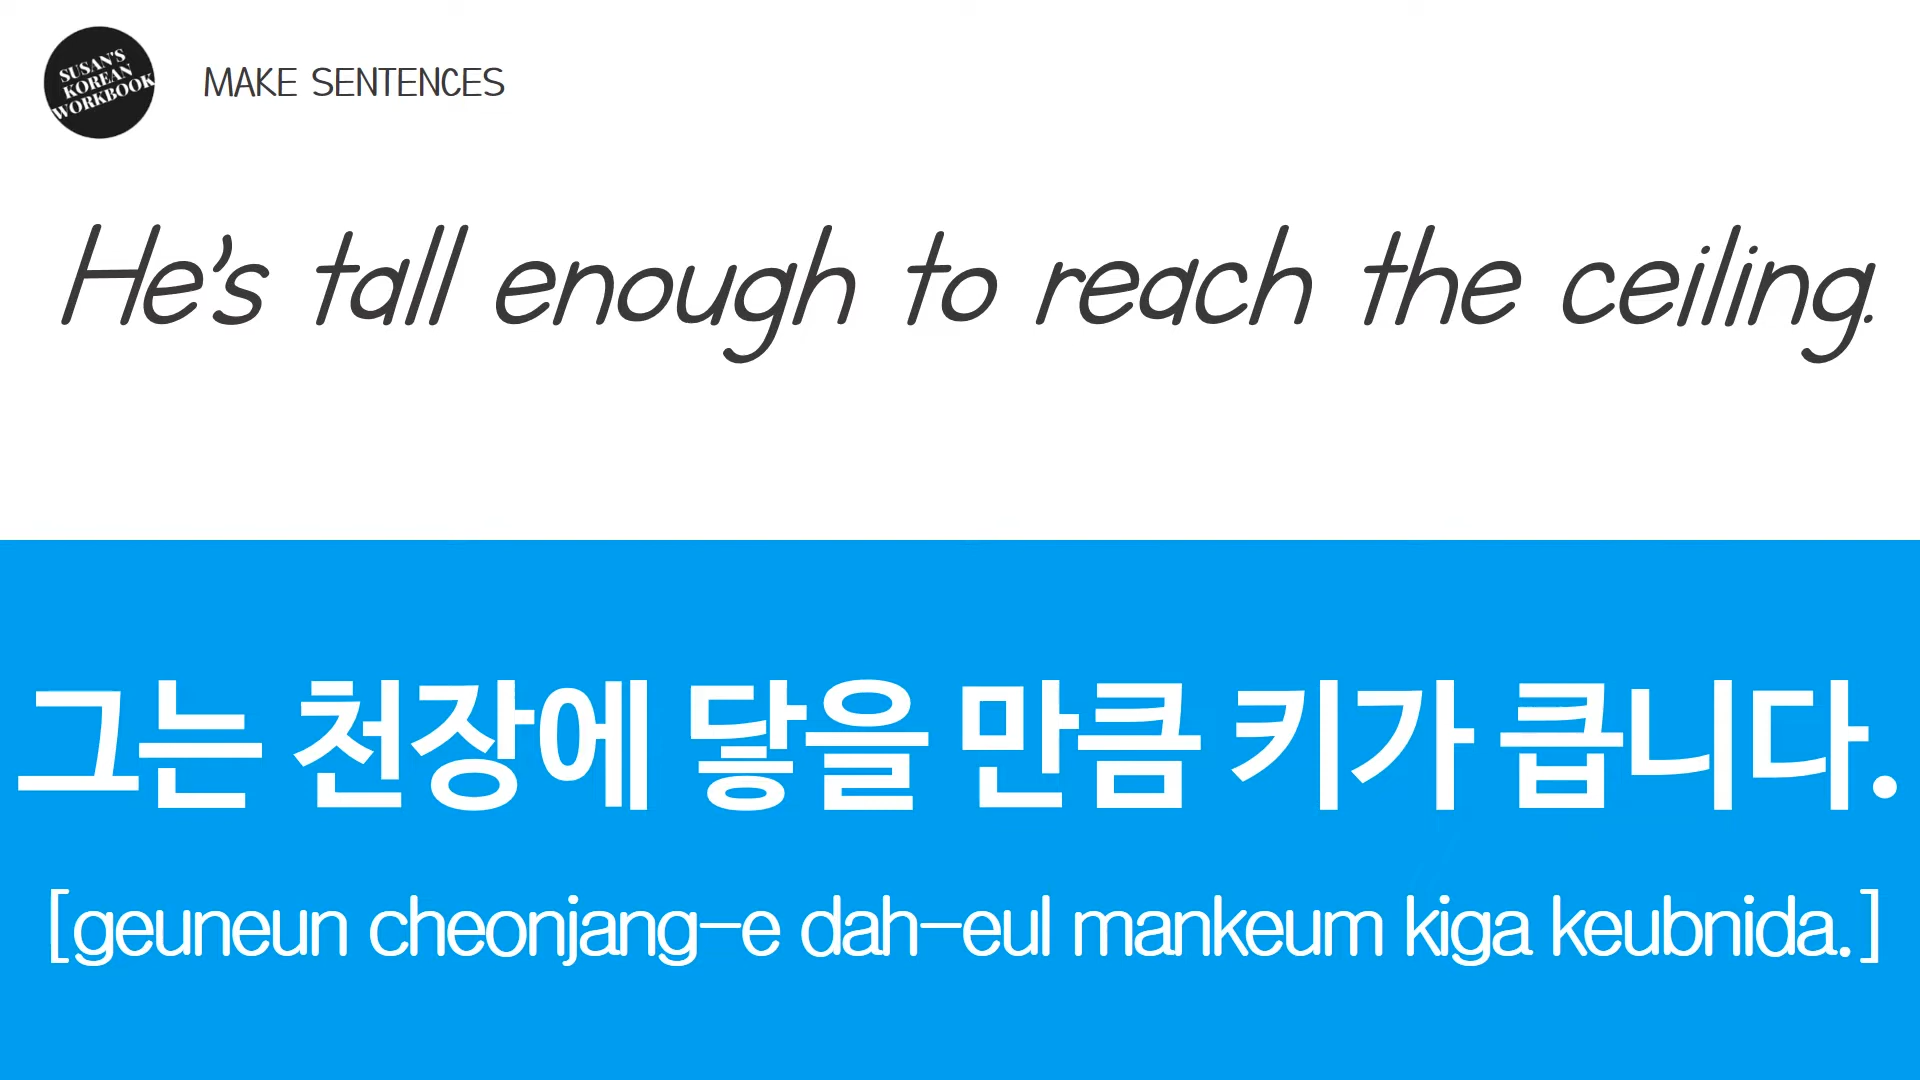 SUSAN'S
KOREAN
WORKBOOK
MAKE SENTENCES
He's tall enough to reach the ceiling.
그는 천장에 닿을 만큼 키가 큽니다.
[geuneun cheonjang-e dah-eul mankeum kiga keubnida.]